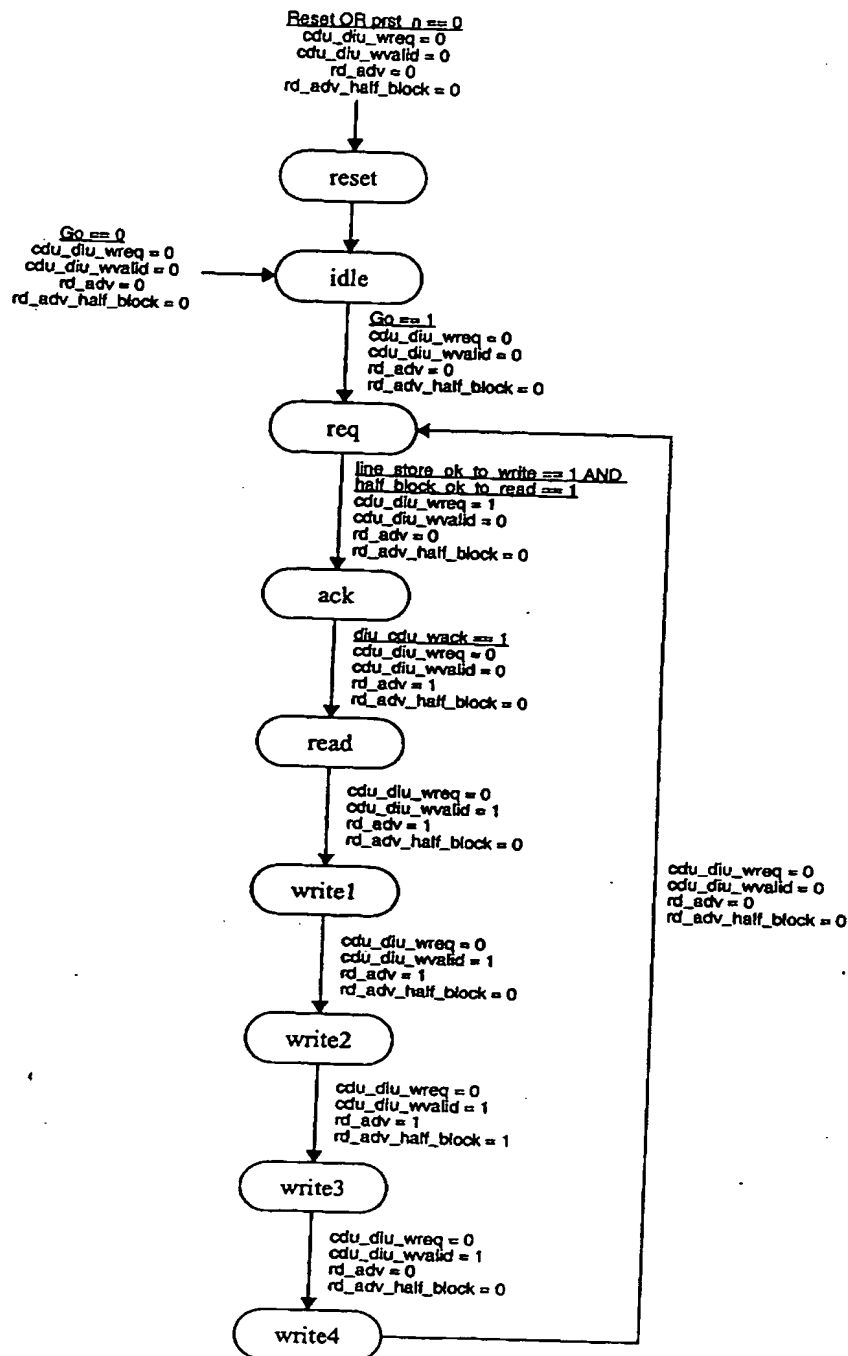 Reset OR prst_n == 0
cdu_diu_wreq = 0
cdu_diu_wvalid = 0
rd_adv = 0
rd_adv_half_block = 0
reset
Go == 0
cdu_diu_wreq = 0
cdu_diu_wvalid = 0
rd_adv = 0
rd_adv_half_block = 0
idle
Go == 1
cdu_diu_wreq = 0
cdu_diu_wvalid = 0
rd_adv = 0
rd_adv_half_block = 0
req
line_store_ok_to_write == 1 AND
half_block_ok_to_read == 1
cdu_diu_wreq = 1
cdu_diu_wvalid = 0
rd_adv = 0
rd_adv_half_block = 0
ack
diu_cdu_wack == 1
cdu_diu_wreq = 0
cdu_diu_wvalid = 0
rd_adv = 1
rd_adv_half_block = 0
read
cdu_diu_wreq = 0
cdu_diu_wvalid = 1
rd_adv = 1
rd_adv_half_block = 0
cdu_diu_wreq = 0
cdu_diu_wvalid = 0
rd_adv = 0
rd_adv_half_block = 0
write1
cdu_diu_wreq = 0
cdu_diu_wvalid = 1
rd_adv = 1
rd_adv_half_block = 0
write2
cdu_diu_wreq = 0
cdu_diu_wvalid = 1
rd_adv = 1
rd_adv_half_block = 1
write3
cdu_diu_wreq = 0
cdu_diu_wvalid = 1
rd_adv = 0
rd_adv_half_block = 0
write4